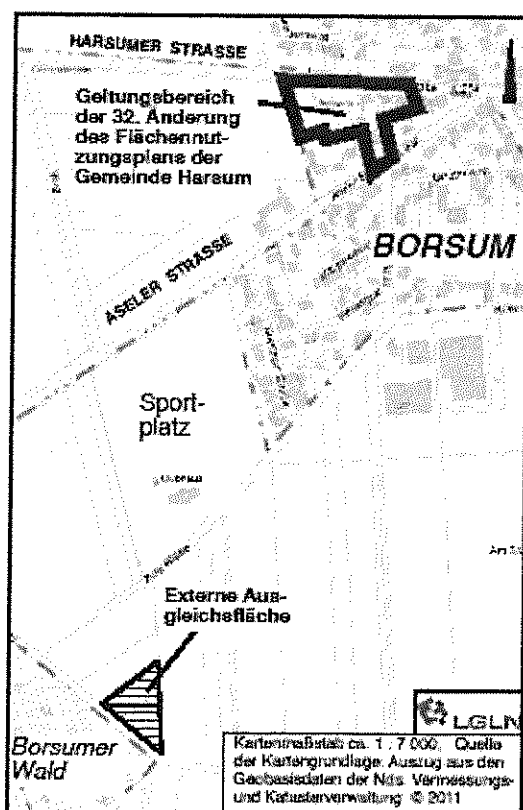 HARSUMER STRASSE
Geltungsbereich
der 32. Änderung
des Flächennut-
zungsplans der
Gemeinde Harsum
BORSUM
ASELER STRASSE
Sport-
platz
Externe Aus-
gleichsfläche
Borsumer
Wald
LGLN
Kartenmaßstab ca. 1 : 7 000, Quelle
der Kartengrundlage: Auszug aus den
Geobasisdaten der Nds. Vermessungs-
und Katasterverwaltung © 2011